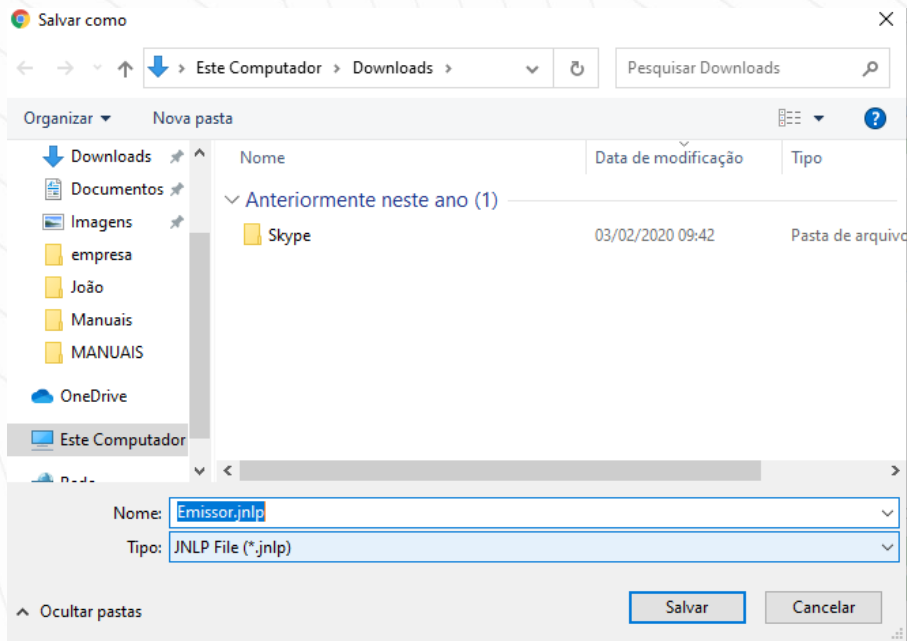 Salvar como
Este Computador > Downloads >
Pesquisar Downloads
Organizar
Nova pasta
?
Downloads
Documentos
Imagens
empresa
João
Manuais
MANUAIS
OneDrive
Este Computador
Rede
Nome
Data de modificação
Tipo
Anteriormente neste ano (1)
Skype
03/02/2020 09:42
Pasta de arquivo
Nome: Emissor.jnlp
Tipo: JNLP File (*.jnlp)
Ocultar pastas
Salvar
Cancelar